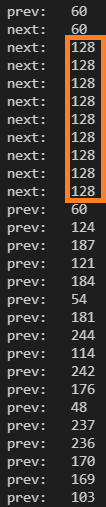 prev: 60
next: 60
next: 128
next: 128
next: 128
next: 128
next: 128
next: 128
next: 128
next: 128
next: 128
prev: 60
prev: 124
prev: 187
prev: 121
prev: 184
prev: 54
prev: 181
prev: 244
prev: 114
prev: 242
prev: 176
prev: 48
prev: 237
prev: 236
prev: 170
prev: 169
prev: 103